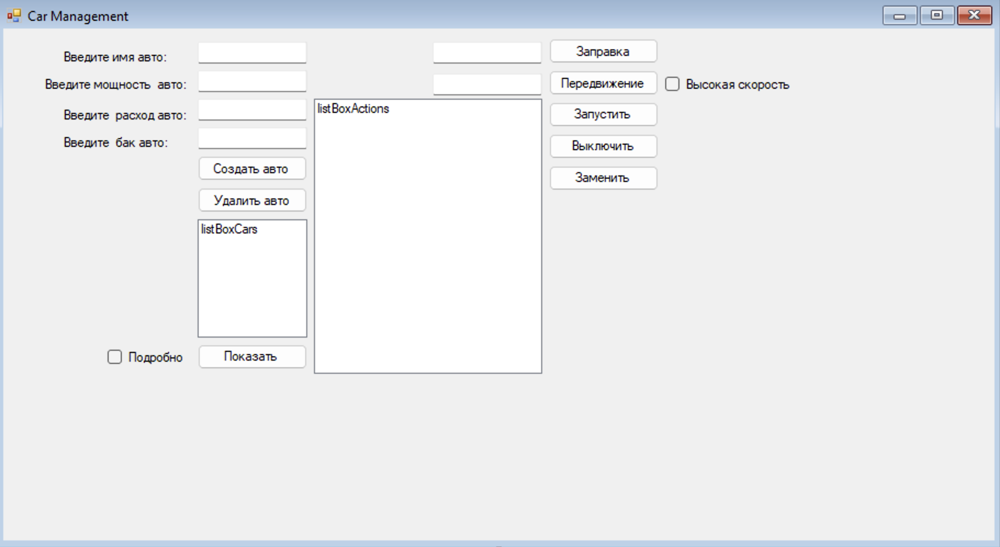 Car Management
Введите имя авто:
Заправка
Введите мощность  авто:
Передвижение
Высокая скорость
listBoxActions
Введите  расход авто:
Запустить
Введите  бак авто:
Выключить
Создать авто
Заменить
Удалить авто
listBoxCars
Подробно
Показать